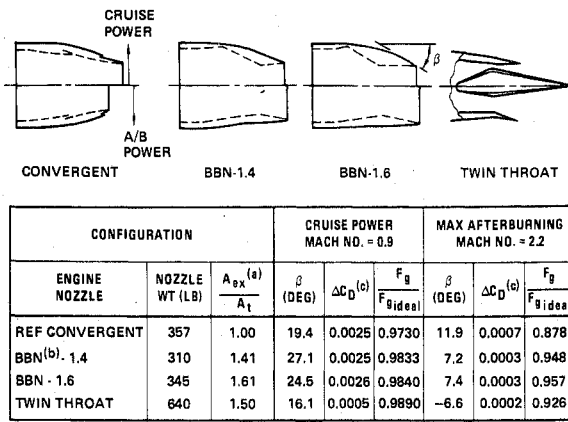 CRUISE
POWER
β
A/B
POWER
CONVERGENT BBN-1.4 BBN-1.6 TWIN THROAT
CONFIGURATION CRUISE POWER MACH NO. = 0.9 MAX AFTERBURNING MACH NO. = 2.2
ENGINE NOZZLE NOZZLE WT (LB) A_ex(a)/A_t β (DEG) ΔC_D(c) F_g/F_g ideal β (DEG) ΔC_D(c) F_g/F_g ideal
REF CONVERGENT 357 1.00 19.4 0.0025 0.9730 11.9 0.0007 0.878
BBN(b)- 1.4 310 1.41 27.1 0.0025 0.9833 7.2 0.0003 0.948
BBN - 1.6 345 1.61 24.5 0.0026 0.9840 7.4 0.0003 0.957
TWIN THROAT 640 1.50 16.1 0.0005 0.9890 -6.6 0.0002 0.926